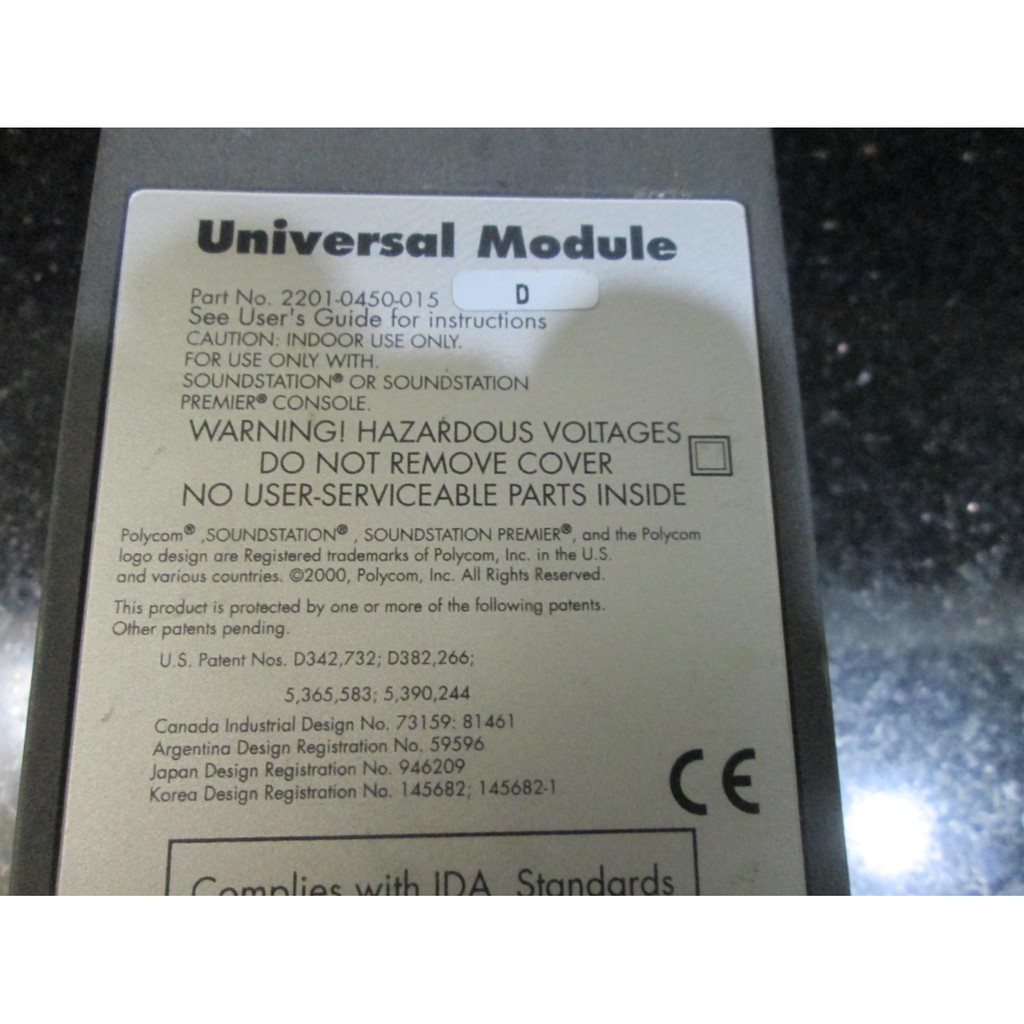 Universal Module
Part No. 2201-0450-015 D
See User's Guide for instructions
CAUTION: INDOOR USE ONLY.
FOR USE ONLY WITH.
SOUNDSTATION® OR SOUNDSTATION
PREMIER® CONSOLE.
WARNING! HAZARDOUS VOLTAGES
DO NOT REMOVE COVER
NO USER-SERVICEABLE PARTS INSIDE
Polycom® ,SOUNDSTATION® , SOUNDSTATION PREMIER®, and the Polycom
logo design are Registered trademarks of Polycom, Inc. in the U.S.
and various countries. ©2000, Polycom, Inc. All Rights Reserved.
This product is protected by one or more of the following patents.
Other patents pending.
U.S. Patent Nos. D342,732; D382,266;
5,365,583; 5,390,244
Canada Industrial Design No. 73159: 81461
Argentina Design Registration No. 59596
Japan Design Registration No. 946209
Korea Design Registration No. 145682; 145682-1
CE
Complies with IDA Standards